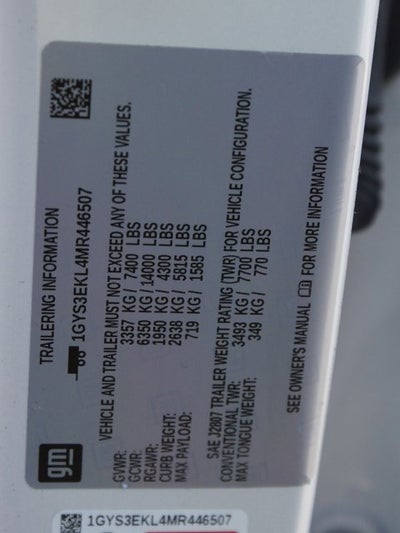 gm
TRAILERING INFORMATION
1GYS3EKL4MR446507
VEHICLE AND TRAILER MUST NOT EXCEED ANY OF THESE VALUES.
GVWR: 3357 KG / 7400 LBS
GCWR: 6350 KG / 14000 LBS
RGAWR: 1950 KG / 4300 LBS
CURB WEIGHT: 2638 KG / 5815 LBS
MAX PAYLOAD: 719 KG / 1585 LBS
SAE J2807 TRAILER WEIGHT RATING (TWR) FOR VEHICLE CONFIGURATION.
CONVENTIONAL TWR: 3493 KG / 7700 LBS
MAX TONGUE WEIGHT: 349 KG / 770 LBS
SEE OWNER'S MANUAL FOR MORE INFORMATION
1GYS3EKL4MR446507